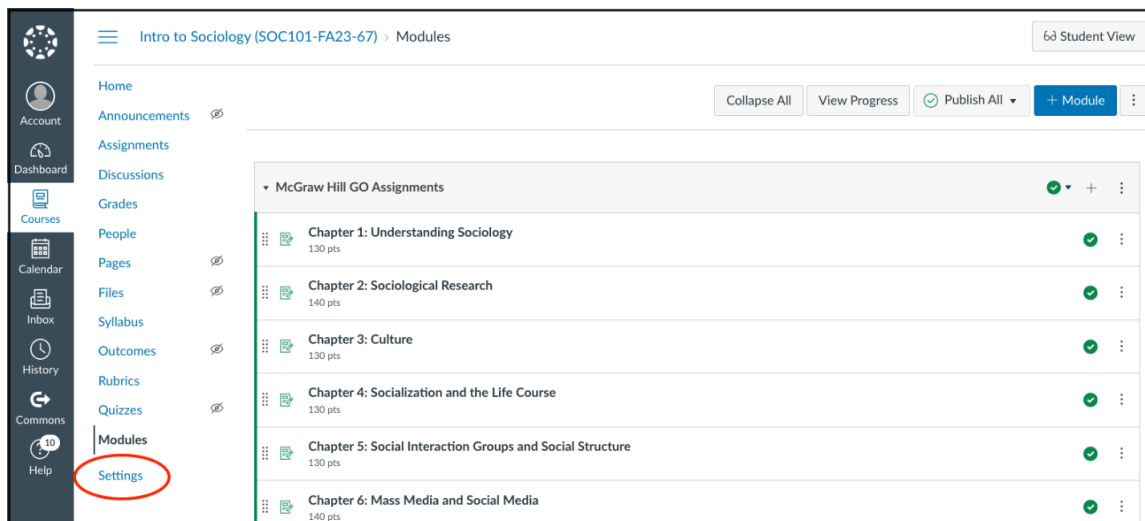 Intro to Sociology (SOC101-FA23-67) › Modules
Student View
Account
Dashboard
Courses
Calendar
Inbox
History
Commons
10
Help
Home
Announcements
Assignments
Discussions
Grades
People
Pages
Files
Syllabus
Outcomes
Rubrics
Quizzes
Modules
Settings
Collapse All
View Progress
Publish All
+ Module
McGraw Hill GO Assignments
Chapter 1: Understanding Sociology
130 pts
Chapter 2: Sociological Research
140 pts
Chapter 3: Culture
130 pts
Chapter 4: Socialization and the Life Course
130 pts
Chapter 5: Social Interaction Groups and Social Structure
130 pts
Chapter 6: Mass Media and Social Media
140 pts